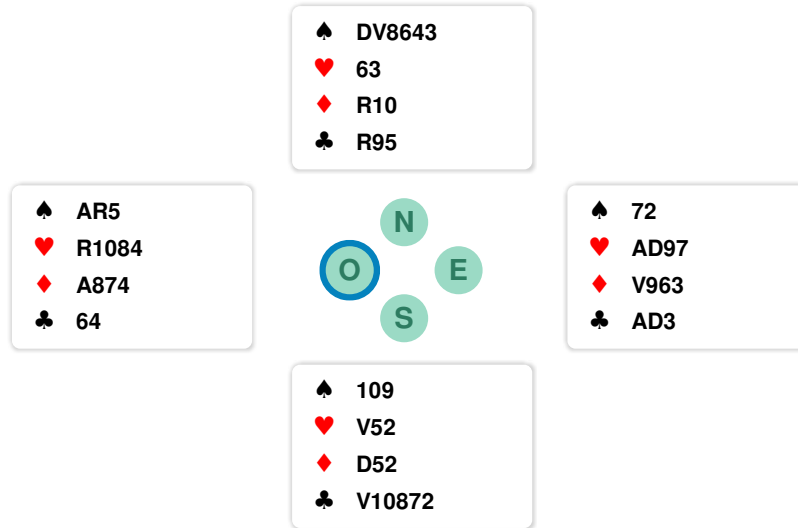 ♠ DV8643
♥ 63
♦ R10
♣ R95
♠ AR5
♥ R1084
♦ A874
♣ 64
N
O
E
S
♠ 72
♥ AD97
♦ V963
♣ AD3
♠ 109
♥ V52
♦ D52
♣ V10872